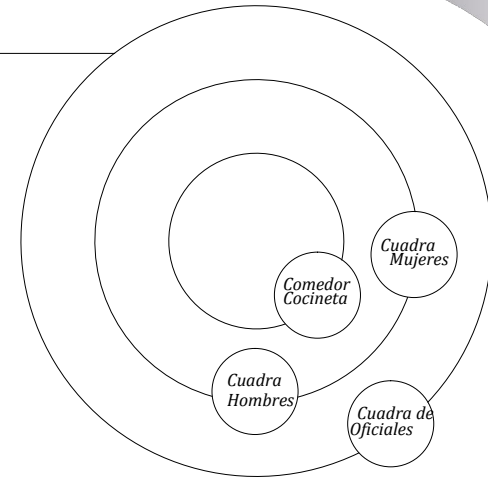 Cuadra
Mujeres
Comedor
Cocineta
Cuadra
Hombres
Cuadra de
Oficiales